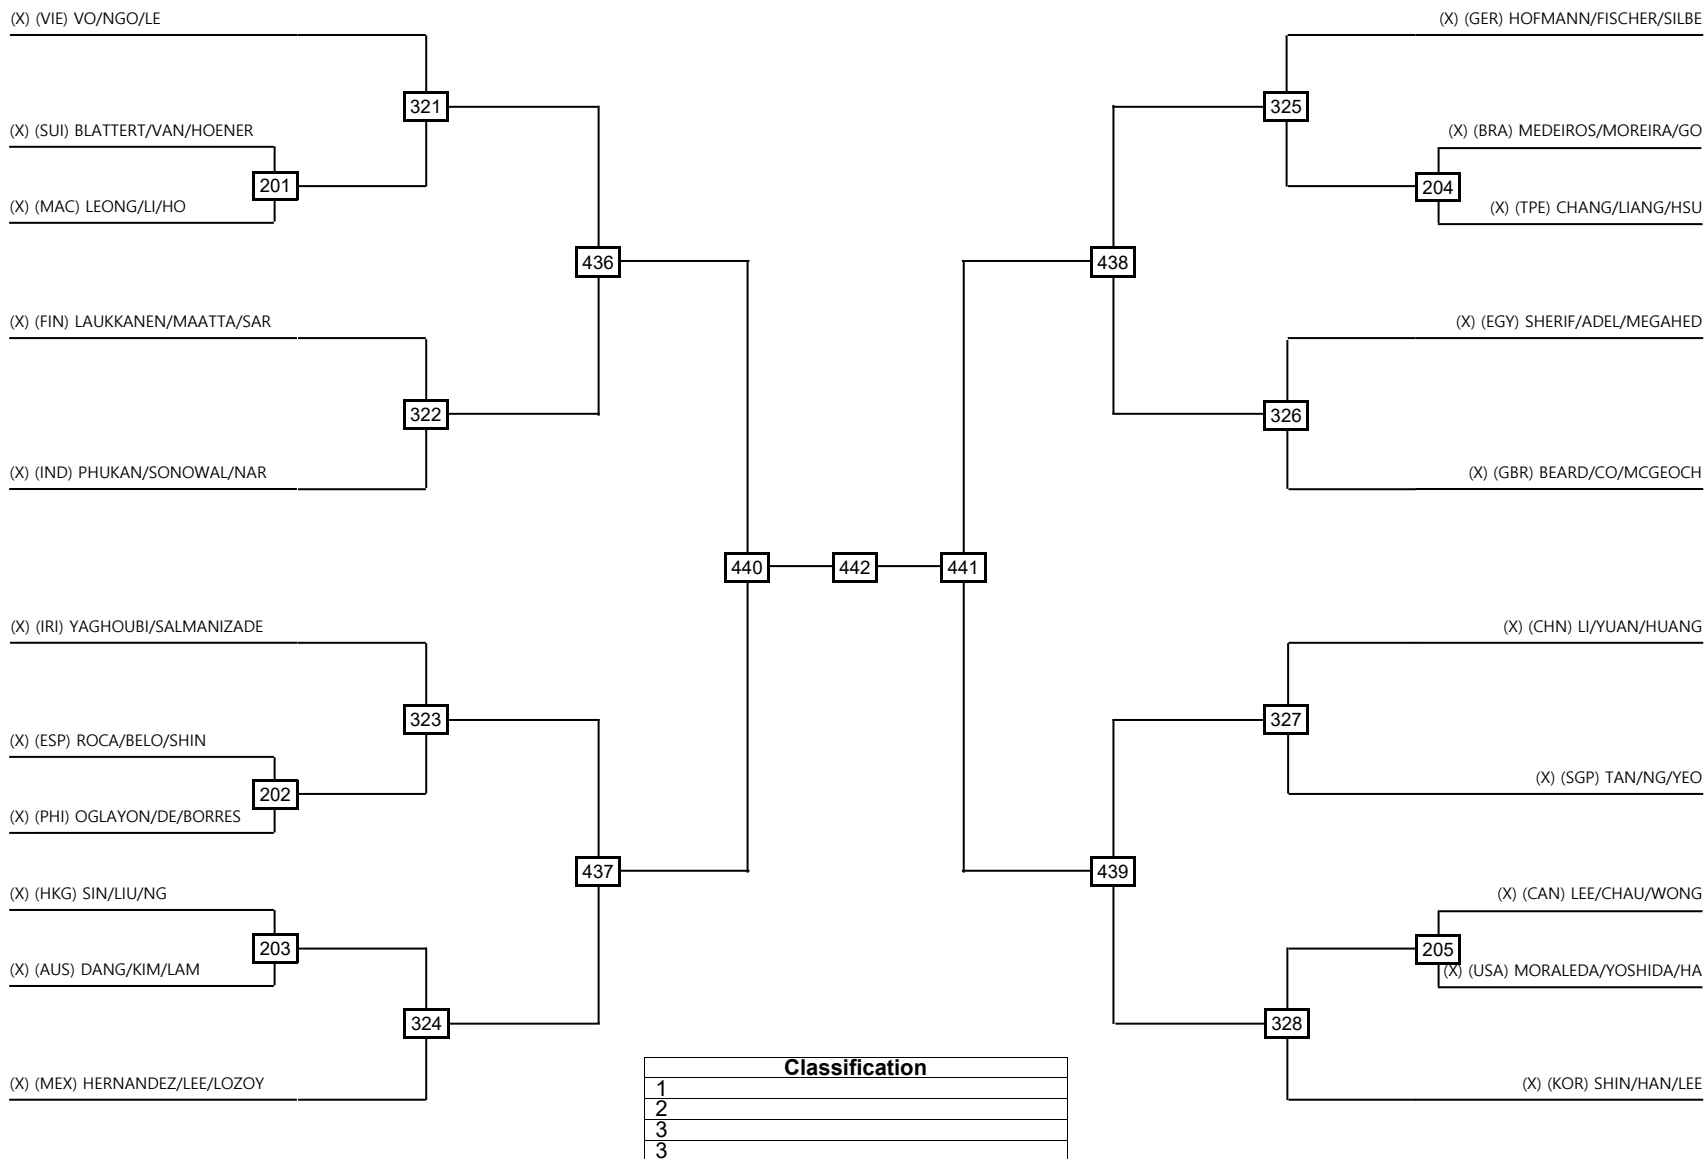 (X) (VIE) VO/NGO/LE
(X) (GER) HOFMANN/FISCHER/SILBE
321
325
(X) (SUI) BLATTERT/VAN/HOENER
(X) (BRA) MEDEIROS/MOREIRA/GO
201
204
(X) (MAC) LEONG/LI/HO
(X) (TPE) CHANG/LIANG/HSU
436
438
(X) (FIN) LAUKKANEN/MAATTA/SAR
(X) (EGY) SHERIF/ADEL/MEGAHED
322
326
(X) (IND) PHUKAN/SONOWAL/NAR
(X) (GBR) BEARD/CO/MCGEOCH
440
442
441
(X) (IRI) YAGHOUBI/SALMANIZADE
(X) (CHN) LI/YUAN/HUANG
323
327
(X) (ESP) ROCA/BELO/SHIN
(X) (SGP) TAN/NG/YEO
202
(X) (PHI) OGLAYON/DE/BORRES
437
439
(X) (HKG) SIN/LIU/NG
(X) (CAN) LEE/CHAU/WONG
203
205
(X) (AUS) DANG/KIM/LAM
(X) (USA) MORALEDA/YOSHIDA/HA
324
328
(X) (MEX) HERNANDEZ/LEE/LOZOY
(X) (KOR) SHIN/HAN/LEE
Classification
1
2
3
3